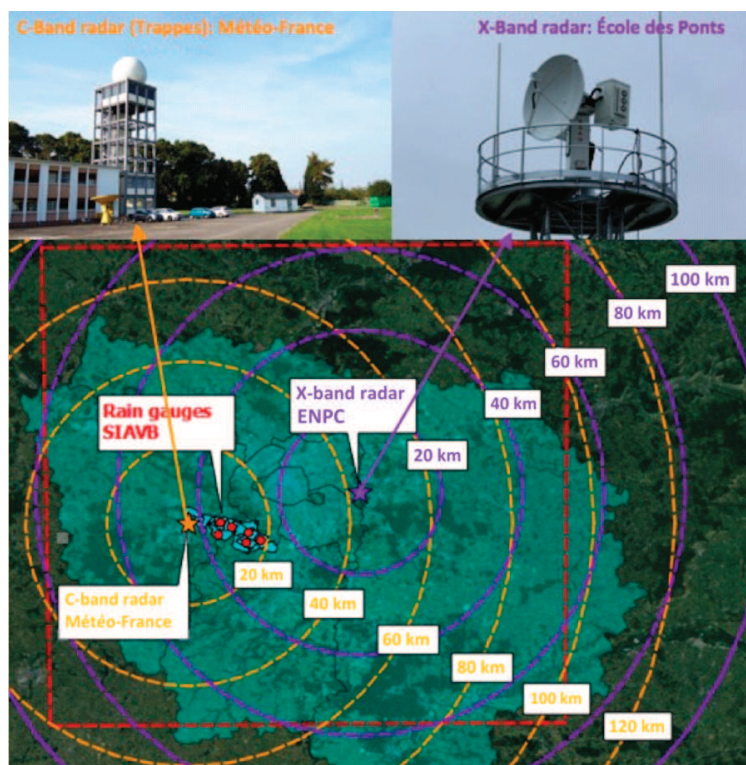 C-Band radar (Trappes): Météo-France
X-Band radar: École des Ponts
100 km
80 km
60 km
X-band radar
ENPC
40 km
Rain gauges
SIAVB
20 km
20 km
C-band radar
Météo-France
40 km
60 km
80 km
100 km
120 km